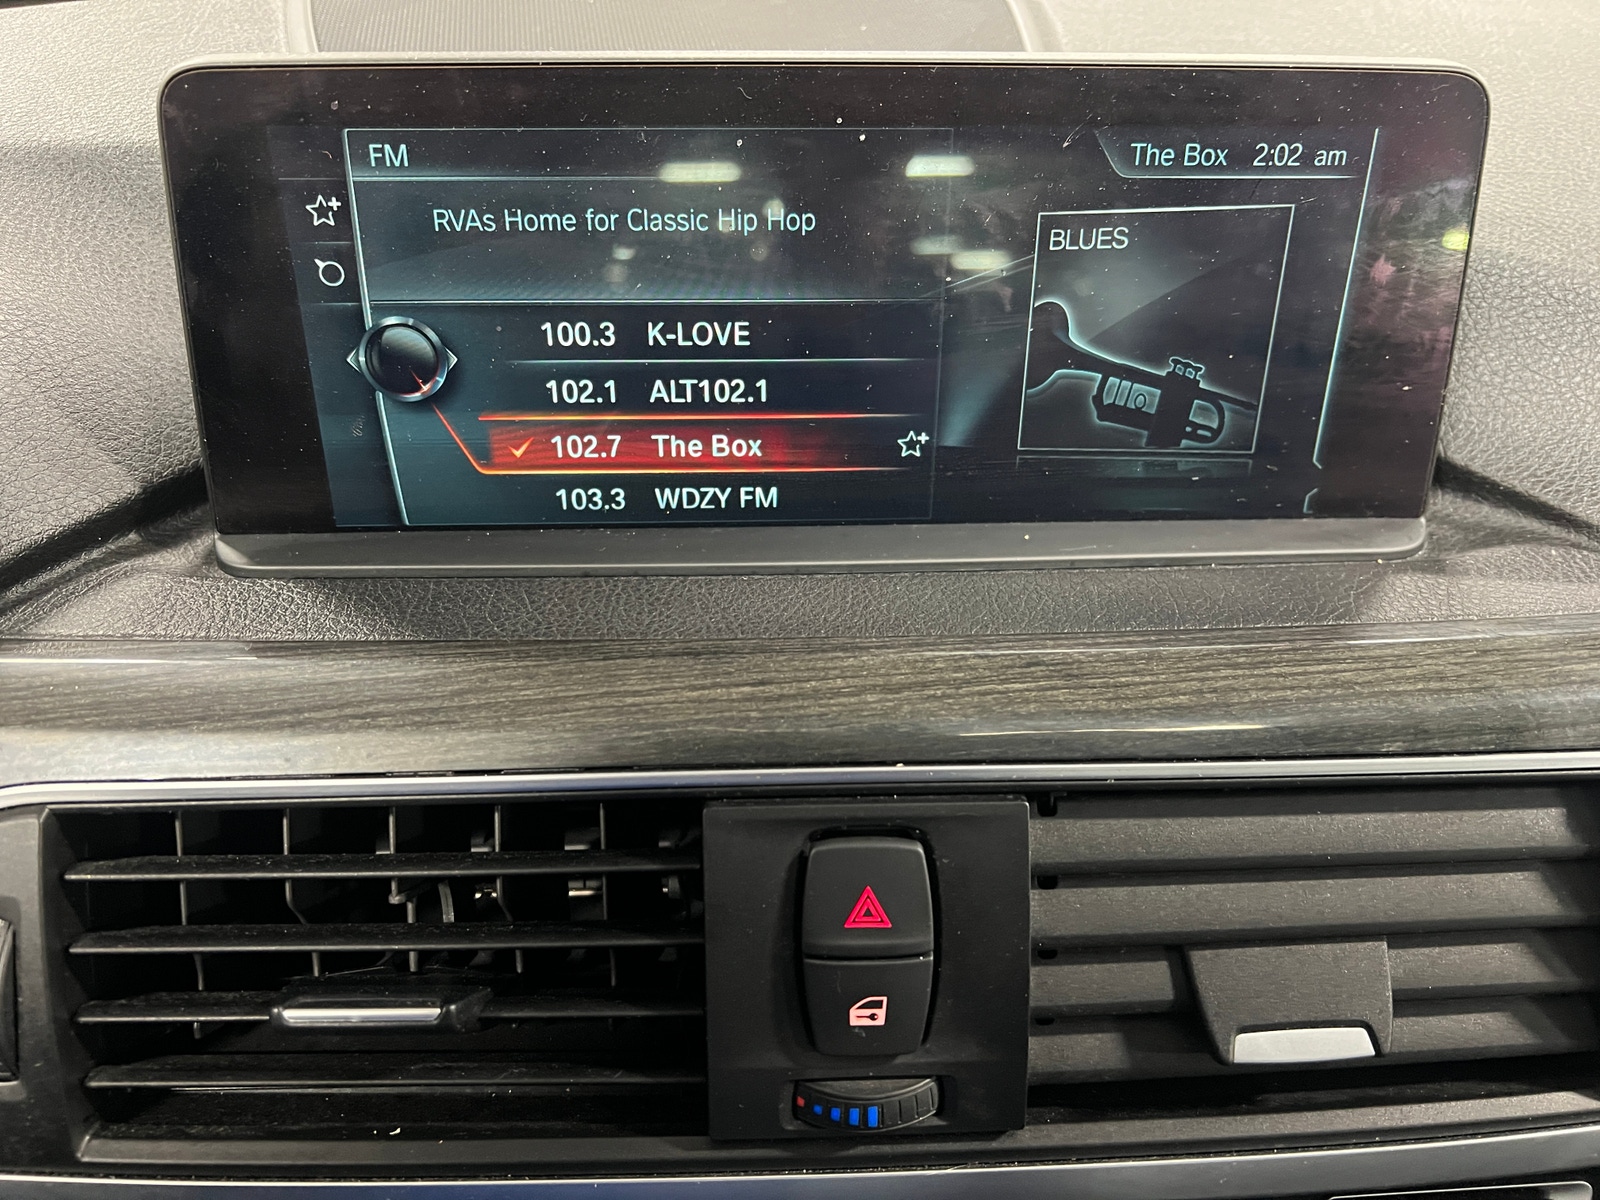 FM
The Box 2:02 am
RVAs Home for Classic Hip Hop
BLUES
100.3 K-LOVE
102.1 ALT102.1
102.7 The Box
103.3 WDZY FM